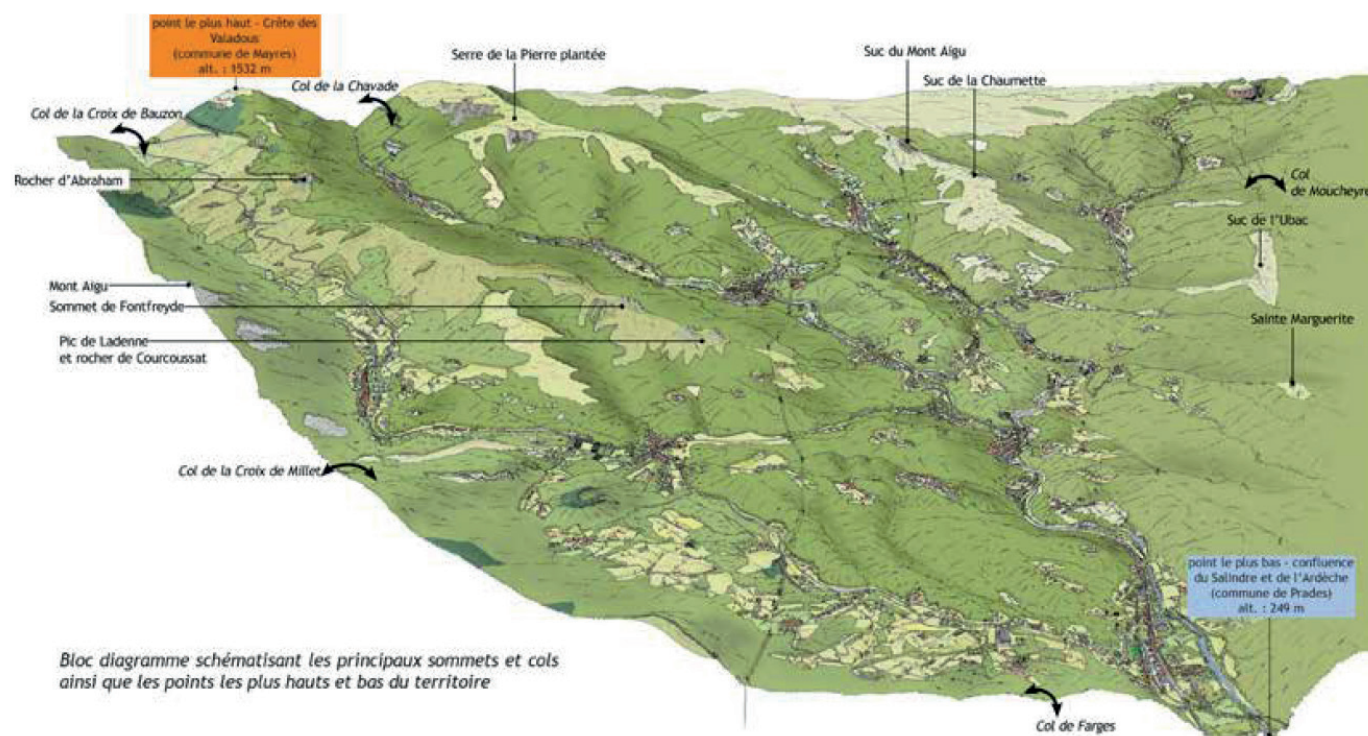 point le plus haut - Crête des
Valadous
(commune de Mayres)
alt. : 1532 m
Col de la Croix de Bauzon
Col de la Chavade
Serre de la Pierre plantée
Suc du Mont Aigu
Suc de la Chaumette
Rocher d'Abraham
Col
de Moucheyre
Suc de l'Ubac
Mont Aigu
Sommet de Fontfreyde
Pic de Ladenne
et rocher de Courcoussat
Sainte Marguerite
Col de la Croix de Millet
point le plus bas - confluence
du Salindre et de l'Ardèche
(commune de Prades)
alt. : 249 m
Bloc diagramme schématisant les principaux sommets et cols
ainsi que les points les plus hauts et bas du territoire
Col de Farges